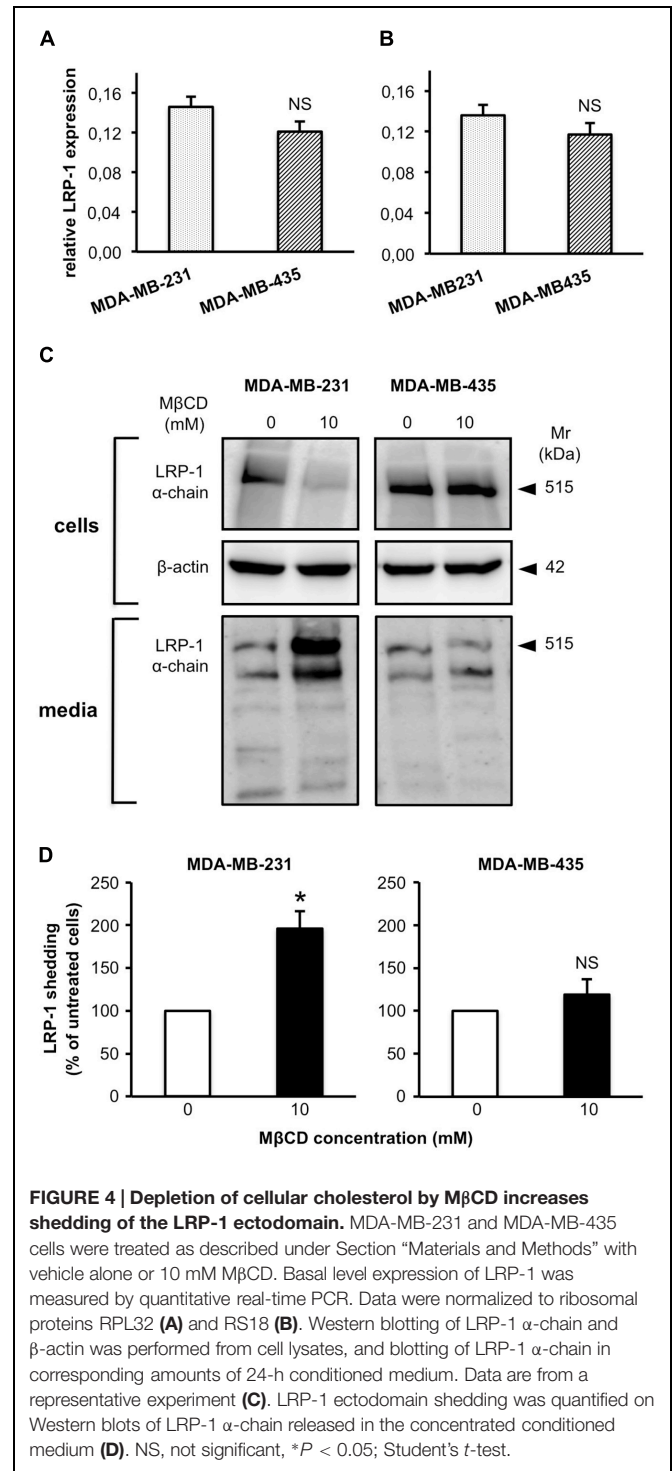 A
B
relative LRP-1 expression
0,16
0,12
0,08
0,04
0,00
NS
MDA-MB-231
MDA-MB-435
0,16
0,12
0,08
0,04
0,00
NS
MDA-MB231
MDA-MB435
C
MDA-MB-231 MDA-MB-435
MβCD
(mM)
0 10 0 10
Mr
(kDa)
cells
LRP-1
α-chain
515
β-actin
42
media
LRP-1
α-chain
515
D
MDA-MB-231
MDA-MB-435
LRP-1 shedding
(% of untreated cells)
250
200
150
100
50
0
*
0 10
250
200
150
100
50
0
NS
0 10
MβCD concentration (mM)
FIGURE 4 | Depletion of cellular cholesterol by MβCD increases
shedding of the LRP-1 ectodomain. MDA-MB-231 and MDA-MB-435
cells were treated as described under Section “Materials and Methods” with
vehicle alone or 10 mM MβCD. Basal level expression of LRP-1 was
measured by quantitative real-time PCR. Data were normalized to ribosomal
proteins RPL32 (A) and RS18 (B). Western blotting of LRP-1 α-chain and
β-actin was performed from cell lysates, and blotting of LRP-1 α-chain in
corresponding amounts of 24-h conditioned medium. Data are from a
representative experiment (C). LRP-1 ectodomain shedding was quantified on
Western blots of LRP-1 α-chain released in the concentrated conditioned
medium (D). NS, not significant, *P < 0.05; Student’s t-test.